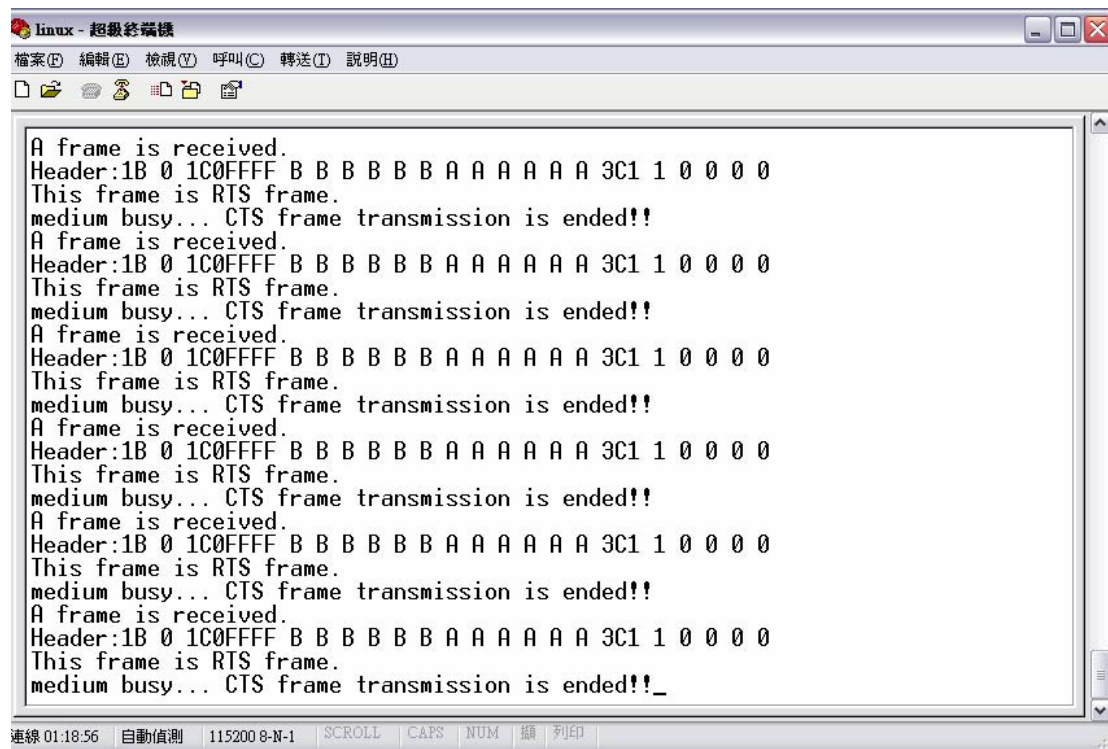 linux - 超級終端機
檔案(F) 編輯(E) 檢視(V) 呼叫(C) 轉送(T) 說明(H)
A frame is received.
Header:1B 0 1C0FFFF B B B B B B A A A A A A 3C1 1 0 0 0 0
This frame is RTS frame.
medium busy... CTS frame transmission is ended!!
A frame is received.
Header:1B 0 1C0FFFF B B B B B B A A A A A A 3C1 1 0 0 0 0
This frame is RTS frame.
medium busy... CTS frame transmission is ended!!
A frame is received.
Header:1B 0 1C0FFFF B B B B B B A A A A A A 3C1 1 0 0 0 0
This frame is RTS frame.
medium busy... CTS frame transmission is ended!!
A frame is received.
Header:1B 0 1C0FFFF B B B B B B A A A A A A 3C1 1 0 0 0 0
This frame is RTS frame.
medium busy... CTS frame transmission is ended!!
A frame is received.
Header:1B 0 1C0FFFF B B B B B B A A A A A A 3C1 1 0 0 0 0
This frame is RTS frame.
medium busy... CTS frame transmission is ended!!
A frame is received.
Header:1B 0 1C0FFFF B B B B B B A A A A A A 3C1 1 0 0 0 0
This frame is RTS frame.
medium busy... CTS frame transmission is ended!!_
連線 01:18:56 自動偵測 115200 8-N-1 SCROLL CAPS NUM 擷 列印